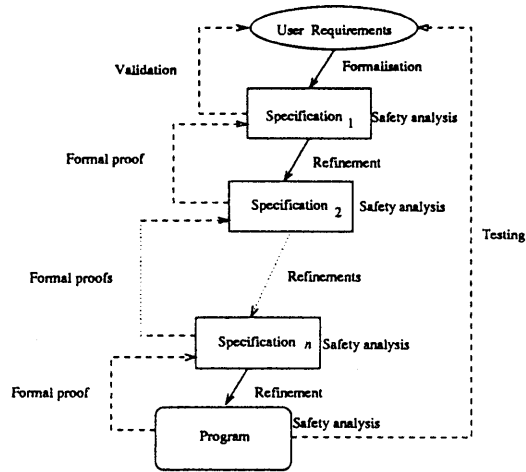 User Requirements
Validation
Formalisation
Specification 1
Safety analysis
Formal proof
Refinement
Specification 2
Safety analysis
Testing
Formal proofs
Refinements
Specification n
Safety analysis
Formal proof
Refinement
Safety analysis
Program